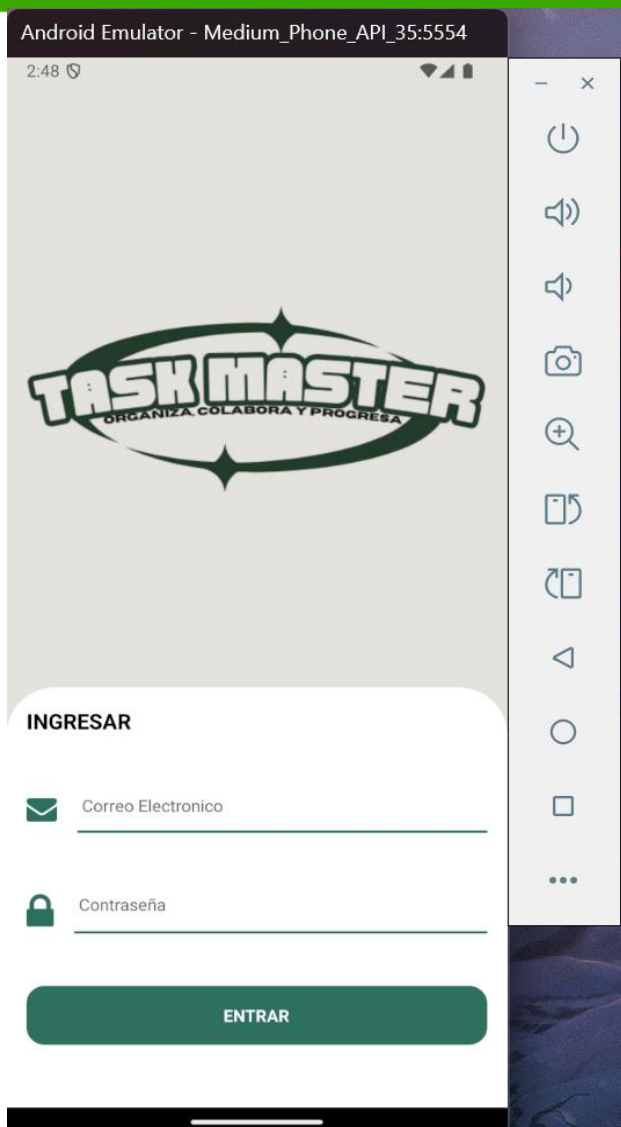 Android Emulator - Medium_Phone_API_35:5554
2:48
TASK MASTER
ORGANIZA, COLABORA Y PROGRESA
INGRESAR
Correo Electronico
Contraseña
ENTRAR